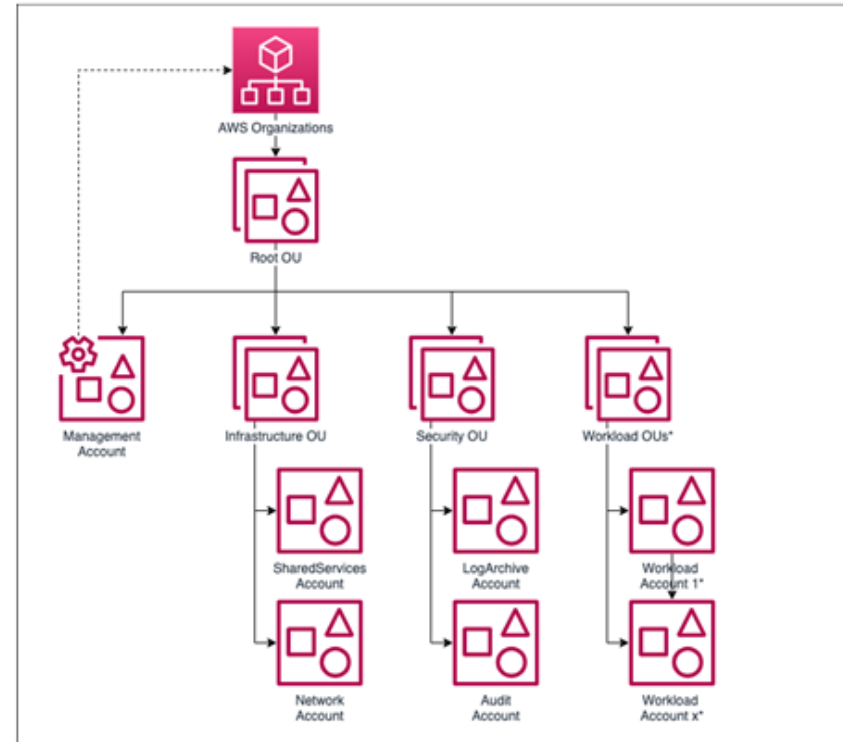 AWS Organizations
Root OU
Management
Account
Infrastructure OU
Security OU
Workload OUs*
SharedServices
Account
LogArchive
Account
Workload
Account 1*
Network
Account
Audit
Account
Workload
Account x*